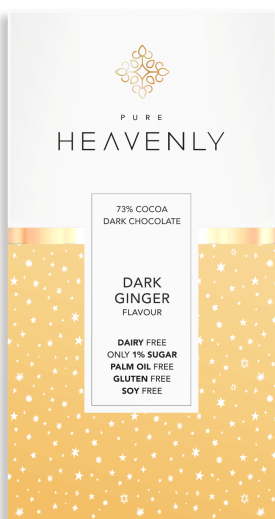 PURE
HEAVENLY
73% COCOA
DARK CHOCOLATE
DARK
GINGER
FLAVOUR
DAIRY FREE
ONLY 1% SUGAR
PALM OIL FREE
GLUTEN FREE
SOY FREE